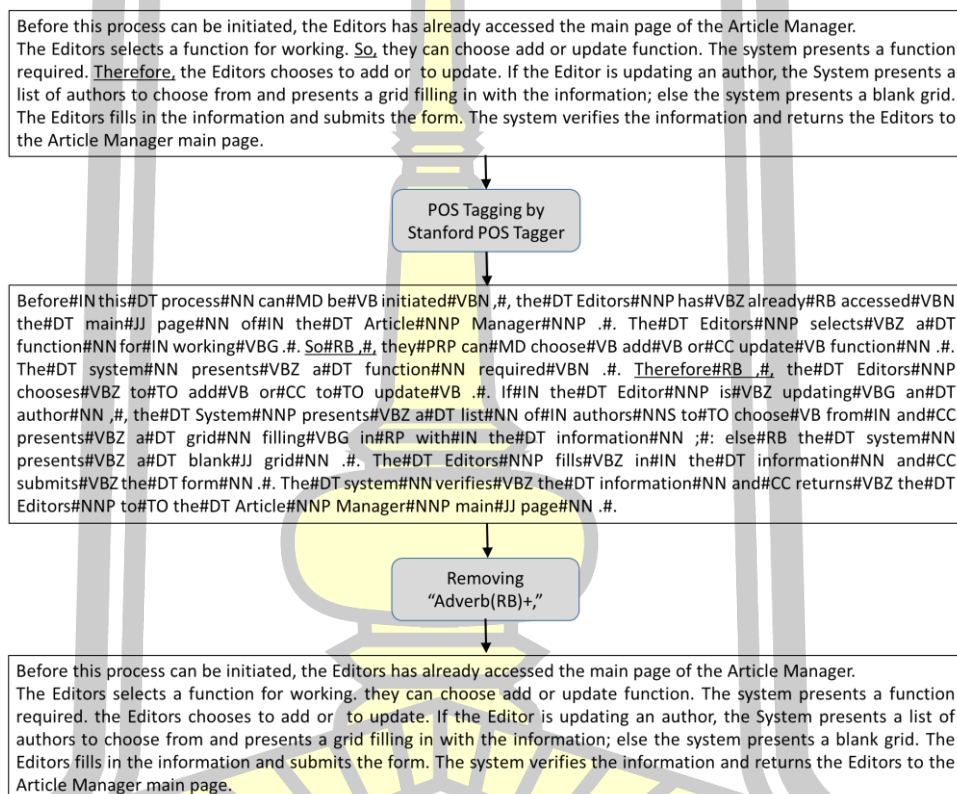 Before this process can be initiated, the Editors has already accessed the main page of the Article Manager.
The Editors selects a function for working. So, they can choose add or update function. The system presents a function
required. Therefore, the Editors chooses to add or  to update. If the Editor is updating an author, the System presents a
list of authors to choose from and presents a grid filling in with the information; else the system presents a blank grid.
The Editors fills in the information and submits the form. The system verifies the information and returns the Editors to
the Article Manager main page.
POS Tagging by
Stanford POS Tagger
Before#IN this#DT process#NN can#MD be#VB initiated#VBN ,#, the#DT Editors#NNP has#VBZ already#RB accessed#VBN
the#DT main#JJ page#NN of#IN the#DT Article#NNP Manager#NNP .#. The#DT Editors#NNP selects#VBZ a#DT
function#NN for#IN working#VBG .#. So#RB ,#, they#PRP can#MD choose#VB add#VB or#CC update#VB function#NN .#.
The#DT system#NN presents#VBZ a#DT function#NN required#VBN .#. Therefore#RB ,#, the#DT Editors#NNP
chooses#VBZ to#TO add#VB or#CC to#TO update#VB .#. If#IN the#DT Editor#NNP is#VBZ updating#VBG an#DT
author#NN ,#, the#DT System#NNP presents#VBZ a#DT list#NN of#IN authors#NNS to#TO choose#VB from#IN and#CC
presents#VBZ a#DT grid#NN filling#VBG in#RP with#IN the#DT information#NN ;#: else#RB the#DT system#NN
presents#VBZ a#DT blank#JJ grid#NN .#. The#DT Editors#NNP fills#VBZ in#IN the#DT information#NN and#CC
submits#VBZ the#DT form#NN .#. The#DT system#NN verifies#VBZ the#DT information#NN and#CC returns#VBZ the#DT
Editors#NNP to#TO the#DT Article#NNP Manager#NNP main#JJ page#NN .#.
Removing
“Adverb(RB)+,”
Before this process can be initiated, the Editors has already accessed the main page of the Article Manager.
The Editors selects a function for working. they can choose add or update function. The system presents a function
required. the Editors chooses to add or  to update. If the Editor is updating an author, the System presents a list of
authors to choose from and presents a grid filling in with the information; else the system presents a blank grid. The
Editors fills in the information and submits the form. The system verifies the information and returns the Editors to the
Article Manager main page.